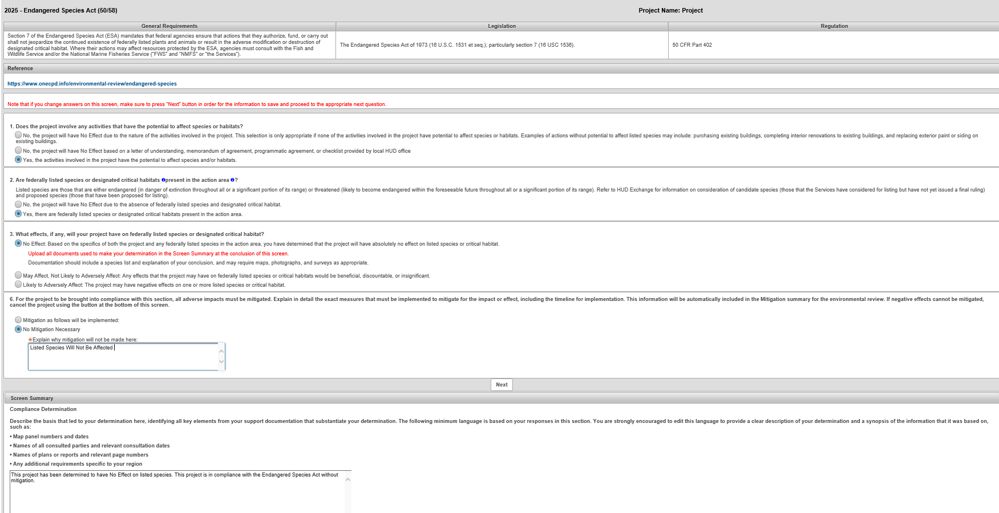 2025 - Endangered Species Act (50/58)
Project Name: Project
General Requirements
Legislation
Regulation
Section 7 of the Endangered Species Act (ESA) mandates that federal agencies ensure that actions that they authorize, fund, or carry out
shall not jeopardize the continued existence of federally listed plants and animals or result in the adverse modification or destruction of
designated critical habitat. Where their actions may affect resources protected by the ESA, agencies must consult with the Fish and
Wildlife Service and/or the National Marine Fisheries Service ("FWS" and "NMFS" or "the Services").
The Endangered Species Act of 1973 (16 U.S.C. 1531 et seq.); particularly section 7 (16 USC 1536).
50 CFR Part 402
Reference
https://www.onecpd.info/environmental-review/endangered-species
Note that if you change answers on this screen, make sure to press "Next" button in order for the information to save and proceed to the appropriate next question.
1. Does the project involve any activities that have the potential to affect species or habitats?
No, the project will have No Effect due to the nature of the activities involved in the project. This selection is only appropriate if none of the activities involved in the project have potential to affect species or habitats. Examples of actions without potential to affect listed species may include: purchasing existing buildings, completing interior renovations to existing buildings, and replacing exterior paint or siding on
existing buildings.
No, the project will have No Effect based on a letter of understanding, memorandum of agreement, programmatic agreement, or checklist provided by local HUD office
Yes, the activities involved in the project have the potential to affect species and/or habitats.
2. Are federally listed species or designated critical habitats present in the action area ?
Listed species are those that are either endangered (in danger of extinction throughout all or a significant portion of its range) or threatened (likely to become endangered within the foreseeable future throughout all or a significant portion of its range). Refer to HUD Exchange for information on consideration of candidate species (those that the Services have considered for listing but have not yet issued a final ruling)
and proposed species (those that have been proposed for listing).
No, the project will have No Effect due to the absence of federally listed species and designated critical habitat.
Yes, there are federally listed species or designated critical habitats present in the action area.
3. What effects, if any, will your project have on federally listed species or designated critical habitat?
No Effect: Based on the specifics of both the project and any federally listed species in the action area, you have determined that the project will have absolutely no effect on listed species or critical habitat.
Upload all documents used to make your determination in the Screen Summary at the conclusion of this screen.
Documentation should include a species list and explanation of your conclusion, and may require maps, photographs, and surveys as appropriate.
May Affect, Not Likely to Adversely Affect: Any effects that the project may have on federally listed species or critical habitats would be beneficial, discountable, or insignificant.
Likely to Adversely Affect: The project may have negative effects on one or more listed species or critical habitat.
6. For the project to be brought into compliance with this section, all adverse impacts must be mitigated. Explain in detail the exact measures that must be implemented to mitigate for the impact or effect, including the timeline for implementation. This information will be automatically included in the Mitigation summary for the environmental review. If negative effects cannot be mitigated,
cancel the project using the button at the bottom of this screen.
Mitigation as follows will be implemented:
No Mitigation Necessary
*Explain why mitigation will not be made here:
Listed Species Will Not Be Affected
Next
Screen Summary
Compliance Determination
Describe the basis that led to your determination here, identifying all key elements from your support documentation that substantiate your determination. The following minimum language is based on your responses in this section. You are strongly encouraged to edit this language to provide a clear description of your determination and a synopsis of the information that it was based on,
such as:
• Map panel numbers and dates
• Names of all consulted parties and relevant consultation dates
• Names of plans or reports and relevant page numbers
• Any additional requirements specific to your region
This project has been determined to have No Effect on listed species. This project is in compliance with the Endangered Species Act without
mitigation.